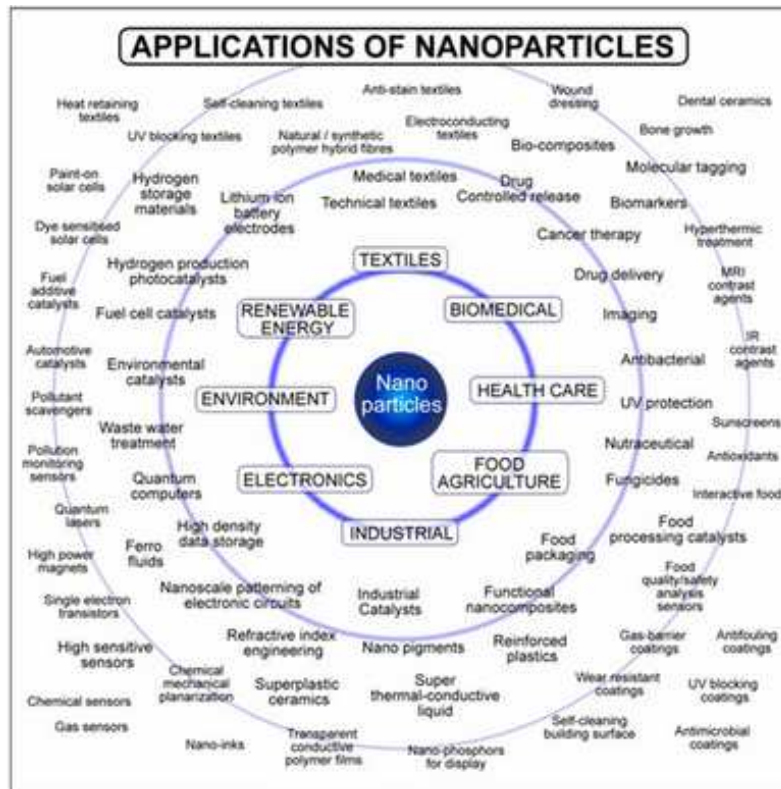 APPLICATIONS OF NANOPARTICLES
Anti-stain textiles
Wound
dressing
Heat retaining
textiles
Self-cleaning textiles
Dental ceramics
Electroconducting
textiles
Bone growth
UV blocking textiles
Natural / synthetic
polymer hybrid fibres
Bio-composites
Molecular tagging
Paint-on
solar cells
Hydrogen
storage
materials
Lithium ion
battery
electrodes
Medical textiles
Technical textiles
Drug
Controlled release
Biomarkers
Dye sensitised
solar cells
Cancer therapy
Hyperthermic
treatment
TEXTILES
Hydrogen production
photocatalysts
Drug delivery
Fuel
additive
catalysts
MRI
contrast
agents
Fuel cell catalysts
RENEWABLE
ENERGY
BIOMEDICAL
Imaging
IR
contrast
agents
Automotive
catalysts
Environmental
catalysts
Antibacterial
Nano
particles
ENVIRONMENT
HEALTH CARE
Pollutant
scavengers
UV protection
Sunscreens
Waste water
treatment
Nutraceutical
Pollution
monitoring
sensors
Antioxidants
Quantum
computers
ELECTRONICS
FOOD
AGRICULTURE
Fungicides
Interactive food
Quantum
lasers
High density
data storage
INDUSTRIAL
Food
processing catalysts
High power
magnets
Ferro
fluids
Food
packaging
Food
quality/safety
analysis
sensors
Nanoscale patterning of
electronic circuits
Industrial
Catalysts
Functional
nanocomposites
Single electron
transistors
High sensitive
sensors
Refractive index
engineering
Nano pigments
Reinforced
plastics
Gas-barrier
coatings
Antifouling
coatings
Chemical
mechanical
planarization
Superplastic
ceramics
Super
thermal-conductive
liquid
Wear resistant
coatings
UV blocking
coatings
Chemical sensors
Gas sensors
Self-cleaning
building surface
Antimicrobial
coatings
Nano-inks
Transparent
conductive
polymer films
Nano-phosphors
for display